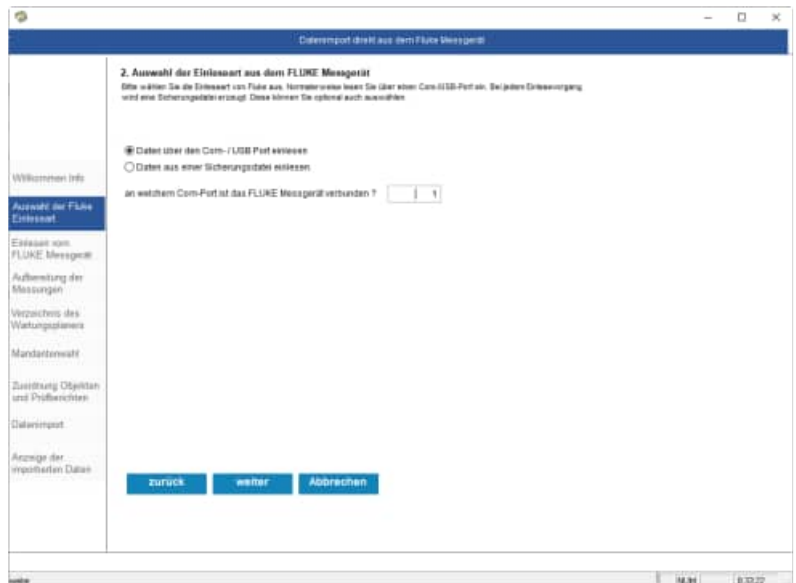 Datenimport direkt aus dem Fluke Messgerät
2. Auswahl der Einleseart aus dem FLUKE Messgerät
Bitte wählen Sie die Einleseart von Fluke aus. Normalerweise lesen Sie über einen Com-/USB-Port ein. Bei jedem Einlesevorgang
wird eine Sicherungsdatei erzeugt. Diese können Sie optional auch auswählen.
Daten über den Com- / USB Port einlesen
Daten aus einer Sicherungsdatei einlesen
an welchem Com-Port ist das FLUKE Messgerät verbunden ?
1
Willkommen Info
Auswahl der Fluke
Einleseart
Einlesen vom
FLUKE Messgerät
Aufbereitung der
Messungen
Verzeichnis des
Wartungsplaners
Mandantenwahl
Zuordnung Objekten
und Prüfberichten
Datenimport
Anzeige der
importierten Daten
zurück
weiter
Abbrechen
NUM
8:33:22